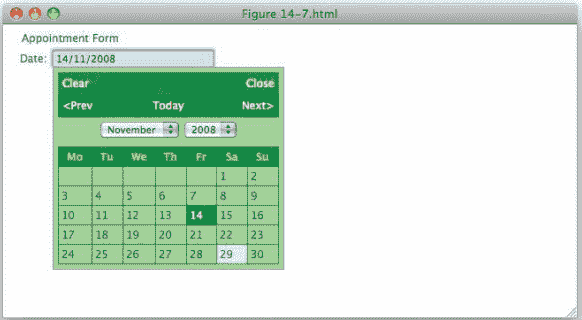 Figure 14-7.html
Appointment Form
Date: 14/11/2008
Clear Close
<Prev Today Next>
November 2008
Mo Tu We Th Fr Sa Su
1 2
3 4 5 6 7 8 9
10 11 12 13 14 15 16
17 18 19 20 21 22 23
24 25 26 27 28 29 30